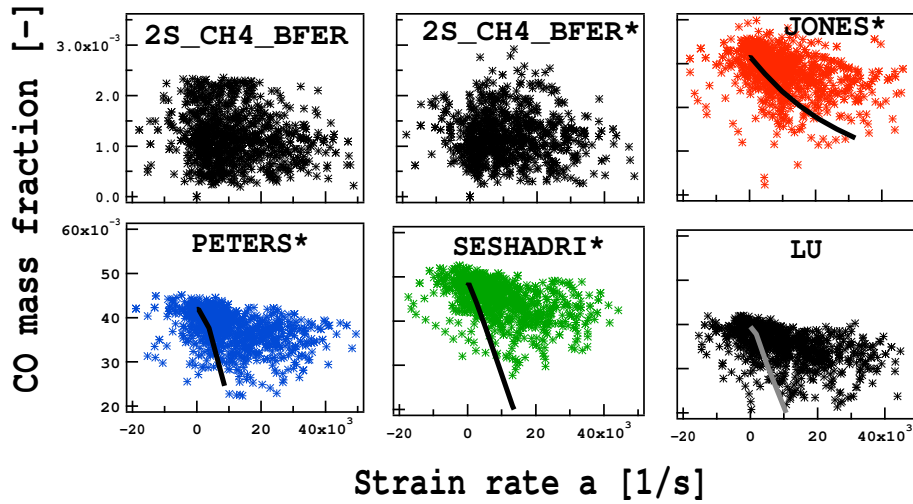 CO mass fraction [-]
2S_CH4_BFER
2S_CH4_BFER*
JONES*
3.0x10⁻³
2.0
1.0
0.0
PETERS*
SESHADRI*
LU
60x10⁻³
50
40
30
20
-20 0 20 40x10³
-20 0 20 40x10³
-20 0 20 40x10³
Strain rate a [1/s]